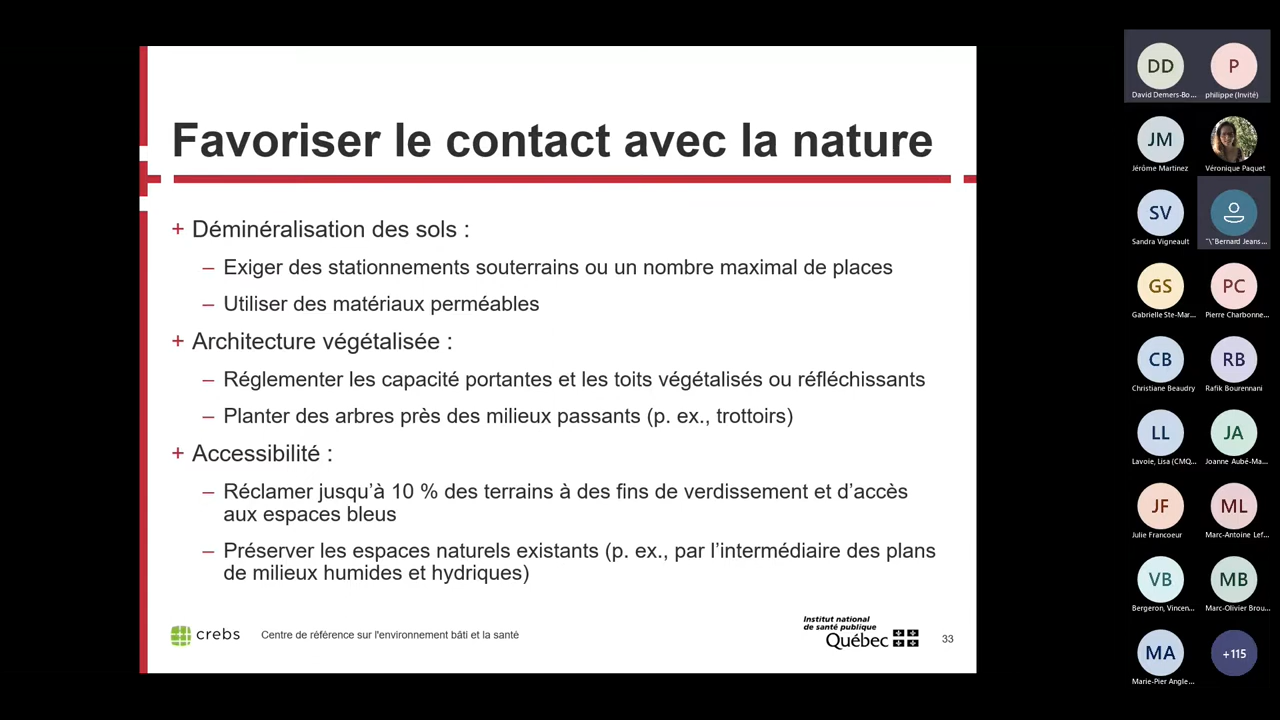 Favoriser le contact avec la nature
+ Déminéralisation des sols :
– Exiger des stationnements souterrains ou un nombre maximal de places
– Utiliser des matériaux perméables
+ Architecture végétalisée :
– Réglementer les capacité portantes et les toits végétalisés ou réfléchissants
– Planter des arbres près des milieux passants (p. ex., trottoirs)
+ Accessibilité :
– Réclamer jusqu'à 10 % des terrains à des fins de verdissement et d'accès
aux espaces bleus
– Préserver les espaces naturels existants (p. ex., par l'intermédiaire des plans
de milieux humides et hydriques)
crebs
Centre de référence sur l'environnement bâti et la santé
Institut national
de santé publique
Québec
33
DD
David Demers-Bo...
P
philippe (Invité)
JM
Jérôme Martinez
Véronique Paquet
SV
Sandra Vigneault
"\"Bernard Jeans...
GS
Gabrielle Ste-Mar...
PC
Pierre Charbonne...
CB
Christiane Beaudry
RB
Rafik Bourennani
LL
Lavoie, Lisa (CMQ...
JA
Joanne Aubé-Ma...
JF
Julie Francoeur
ML
Marc-Antoine Lef...
VB
Bergeron, Vincen...
MB
Marc-Olivier Brou...
MA
Marie-Pier Angle...
+115